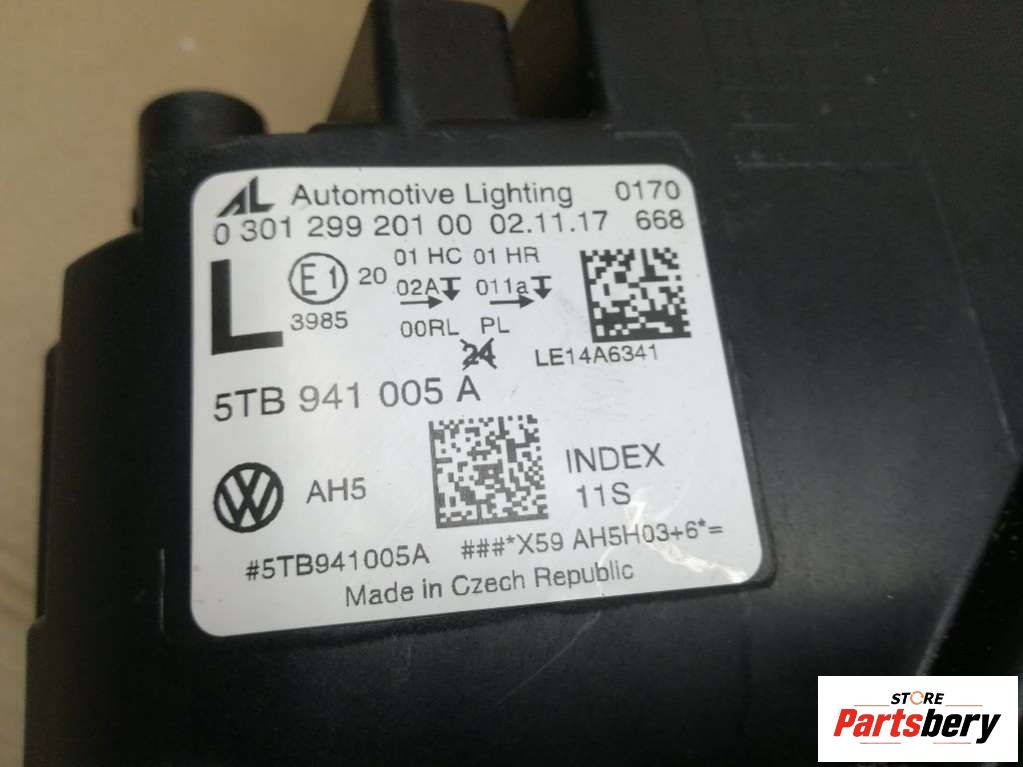 AL Automotive Lighting 0170
0 301 299 201 00 02.11.17 668
L E1 20 01 HC 01 HR
02A 011a
3985
00RL PL
24 LE14A6341
5TB 941 005 A
VW AH5 INDEX
11S
#5TB941005A ###*X59 AH5H03+6*=
Made in Czech Republic
STORE
Partsbery